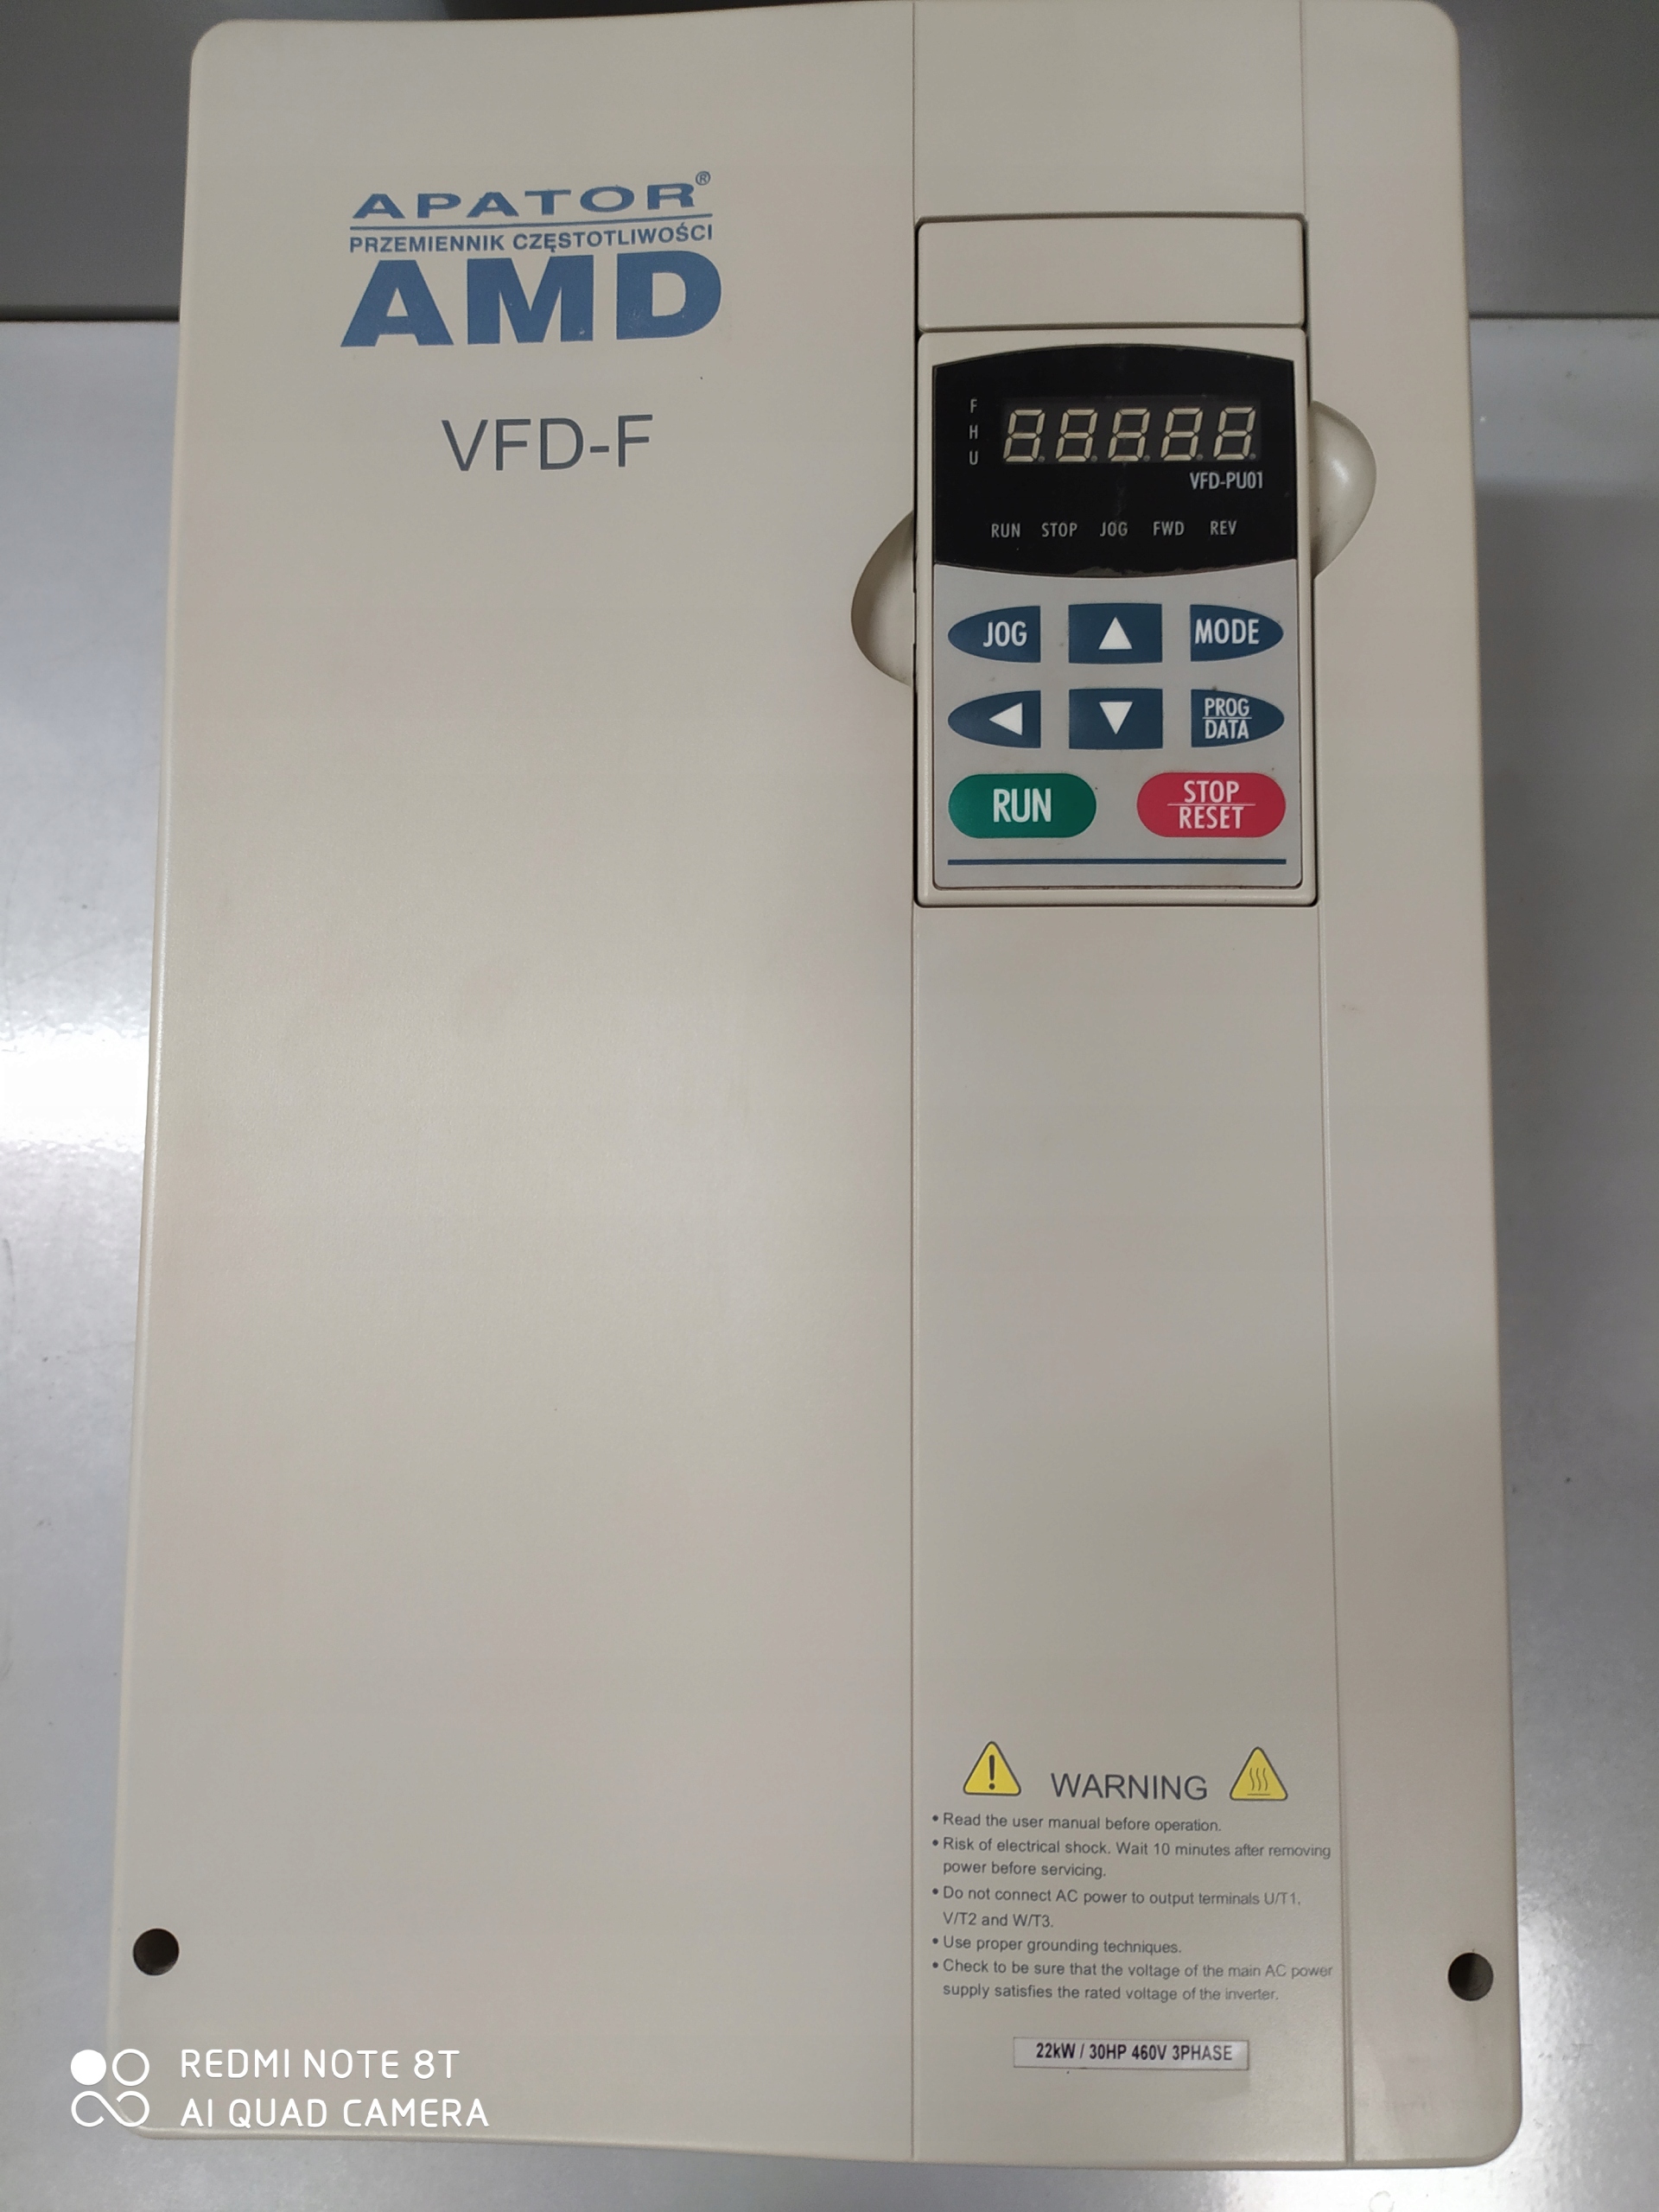 APATOR®
PRZEMIENNIK CZĘSTOTLIWOŚCI
AMD
VFD-F
F
H
U
88888
VFD-PU01
RUN STOP JOG FWD REV
JOG ▲ MODE
◀ ▼ PROG
DATA
RUN STOP
RESET
WARNING
• Read the user manual before operation.
• Risk of electrical shock. Wait 10 minutes after removing
power before servicing.
• Do not connect AC power to output terminals U/T1.
V/T2 and W/T3.
• Use proper grounding techniques.
• Check to be sure that the voltage of the main AC power
supply satisfies the rated voltage of the inverter.
22kW / 30HP 460V 3PHASE
REDMI NOTE 8T
AI QUAD CAMERA